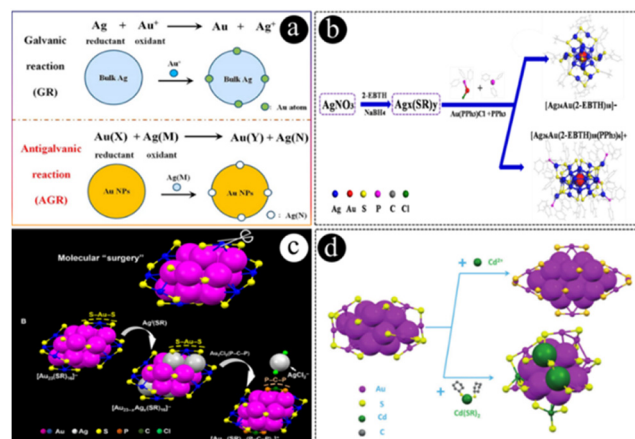 Ag + Au⁺ → Au + Ag⁺
Galvanic
reaction
(GR)
reductant oxidant
Bulk Ag
Au⁺
Bulk Ag
Au atom
a
Antigalvanic
reaction
(AGR)
Au(X) + Ag(M) → Au(Y) + Ag(N)
reductant oxidant
Au NPs
Ag(M)
Au NPs
: Ag(N)
b
AgNO₃
2-EBTH
NaBH₄
Agx(SR)y
Au(PPh₃)Cl +PPh₃
Ag Au S P C Cl
c
Molecular "surgery"
B
S–Au–S
S–Au–S
Ag¹(SR)
P–C–P
AgCl₂⁻
Au Ag S P C Cl
d
+ Cd²⁺
+
Cd(SR)₂
Au
S
Cd
C